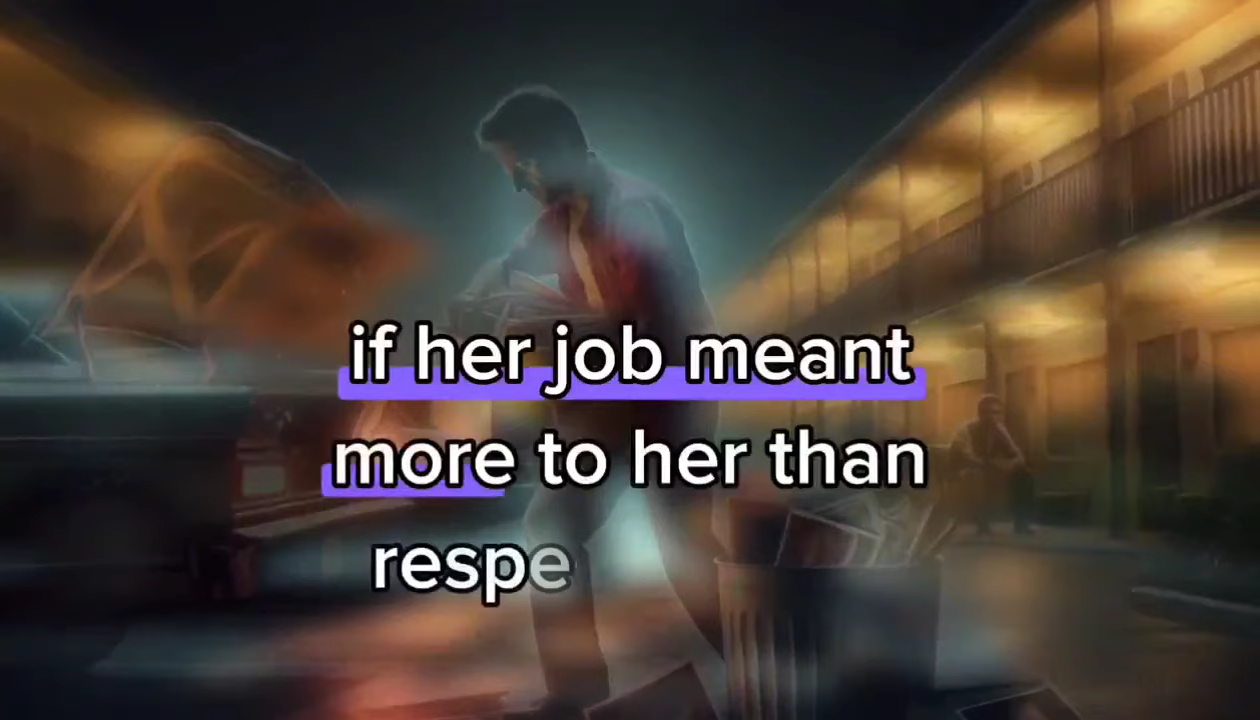 if her job meant
more to her than
respe